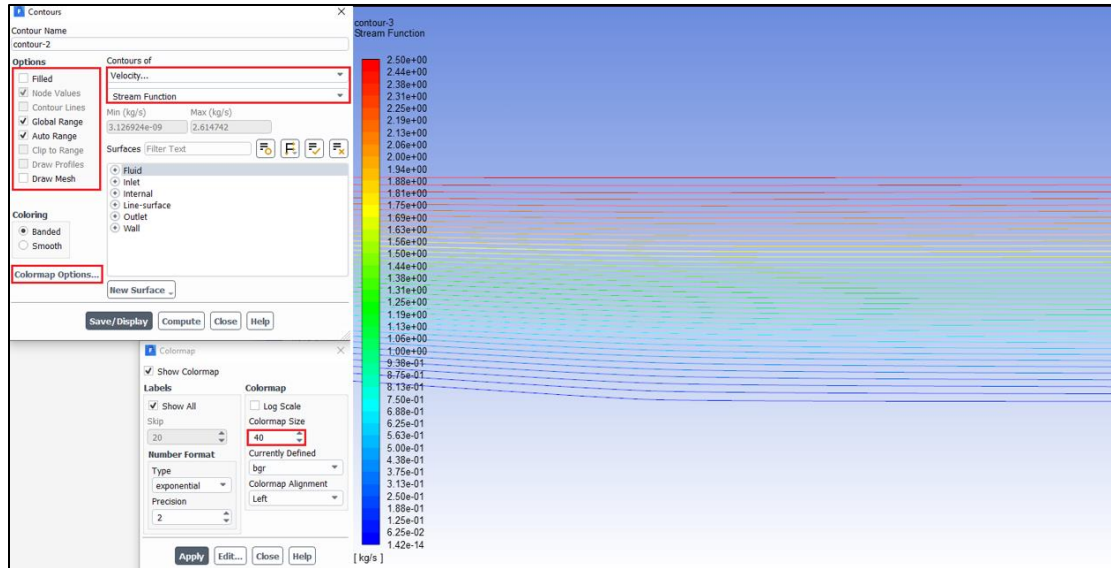 Contours
Contour Name
contour-2
Options
Filled
Node Values
Contour Lines
Global Range
Auto Range
Clip to Range
Draw Profiles
Draw Mesh
Coloring
Banded
Smooth
Colormap Options...
Contours of
Velocity...
Stream Function
Min (kg/s) Max (kg/s)
3.126924e-09 2.614742
Surfaces Filter Text
Fluid
Inlet
Internal
Line-surface
Outlet
Wall
New Surface
Save/Display Compute Close Help
Colormap
Show Colormap
Labels
Show All
Skip
20
Number Format
Type
exponential
Precision
2
Colormap
Log Scale
Colormap Size
40
Currently Defined
bgr
Colormap Alignment
Left
Apply Edit... Close Help
contour-3
Stream Function
2.50e+00
2.44e+00
2.38e+00
2.31e+00
2.25e+00
2.19e+00
2.13e+00
2.06e+00
2.00e+00
1.94e+00
1.88e+00
1.81e+00
1.75e+00
1.69e+00
1.63e+00
1.56e+00
1.50e+00
1.44e+00
1.38e+00
1.31e+00
1.25e+00
1.19e+00
1.13e+00
1.06e+00
1.00e+00
9.38e-01
8.75e-01
8.13e-01
7.50e-01
6.88e-01
6.25e-01
5.63e-01
5.00e-01
4.38e-01
3.75e-01
3.13e-01
2.50e-01
1.88e-01
1.25e-01
6.25e-02
1.42e-14
[ kg/s ]